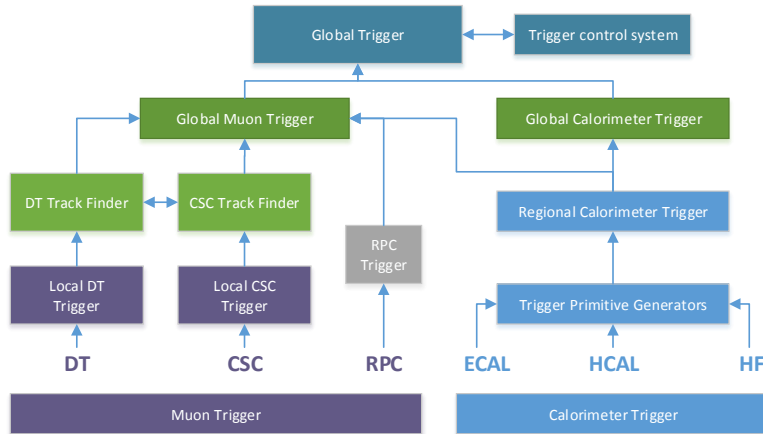 Global Trigger
Trigger control system
Global Muon Trigger
Global Calorimeter Trigger
DT Track Finder
CSC Track Finder
Regional Calorimeter Trigger
RPC
Trigger
Local DT
Trigger
Local CSC
Trigger
Trigger Primitive Generators
DT
CSC
RPC
ECAL
HCAL
HF
Muon Trigger
Calorimeter Trigger